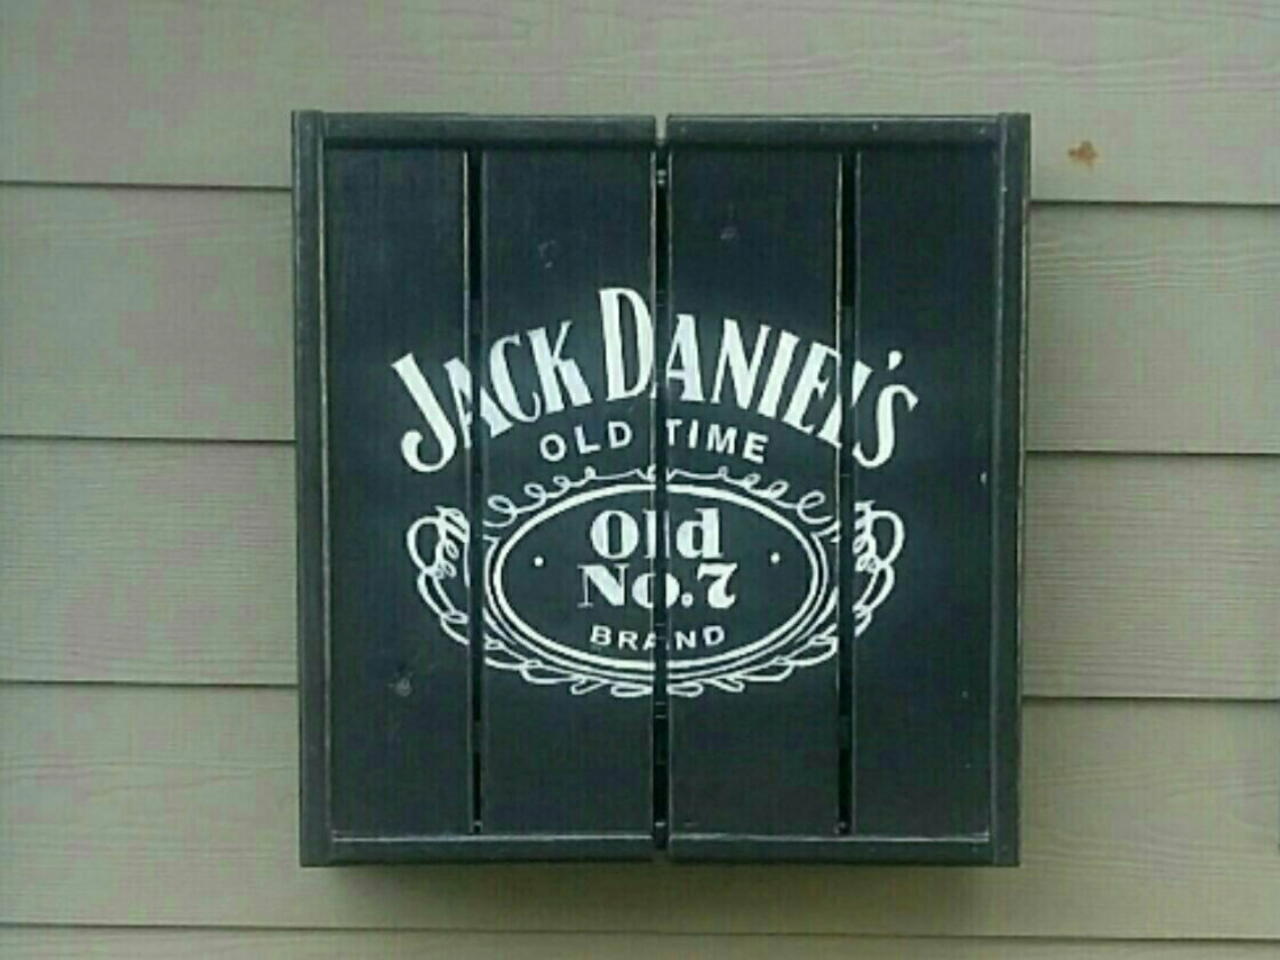 JACK DANIEL'S
OLD TIME
Old
No.7
BRAND